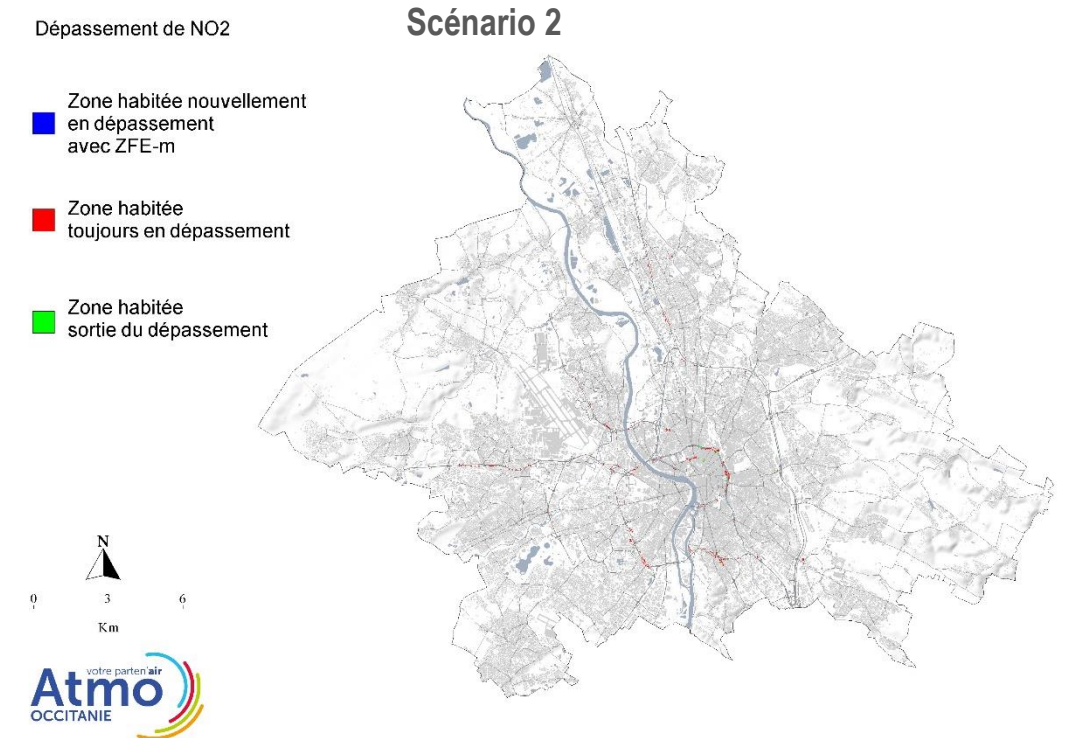 Scénario 2
Dépassement de NO2
Zone habitée nouvellement
en dépassement
avec ZFE-m
Zone habitée
toujours en dépassement
Zone habitée
sortie du dépassement
N
0 3 6
Km
votre parten'air
Atmo
OCCITANIE